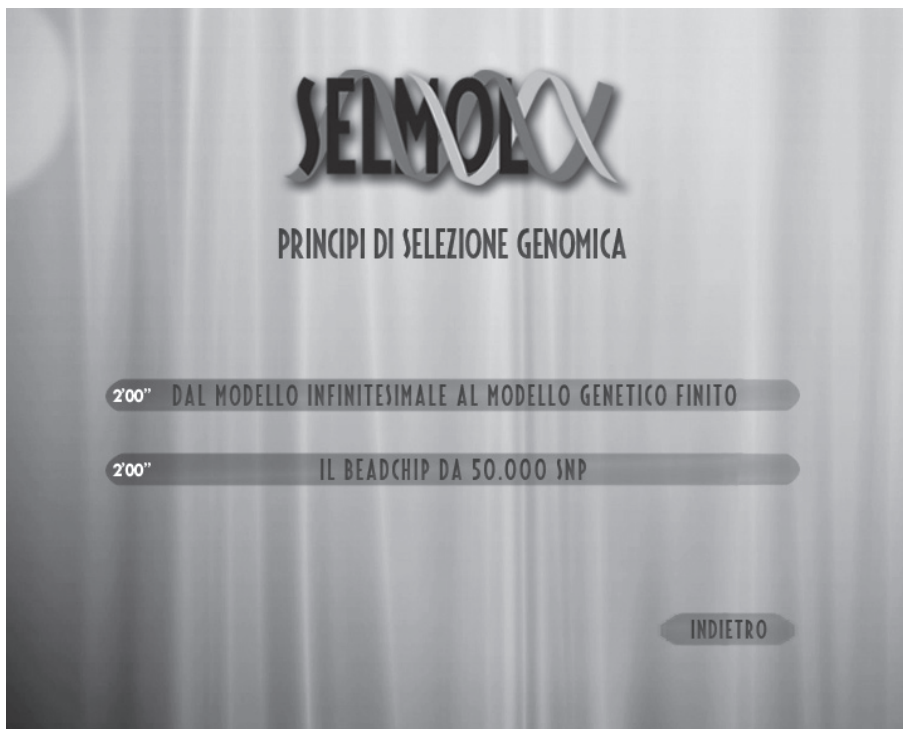 SELMOL
PRINCIPI DI SELEZIONE GENOMICA
2'00" DAL MODELLO INFINITESIMALE AL MODELLO GENETICO FINITO
2'00" IL BEADCHIP DA 50.000 SNP
INDIETRO